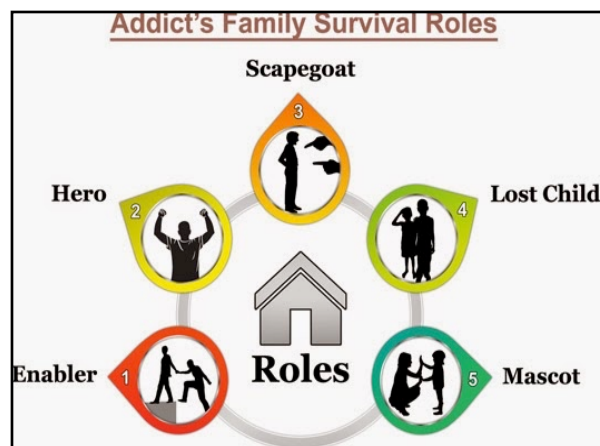 Addict's Family Survival Roles
Scapegoat
3
Hero
2
4
Lost Child
Enabler
1
Roles
5
Mascot